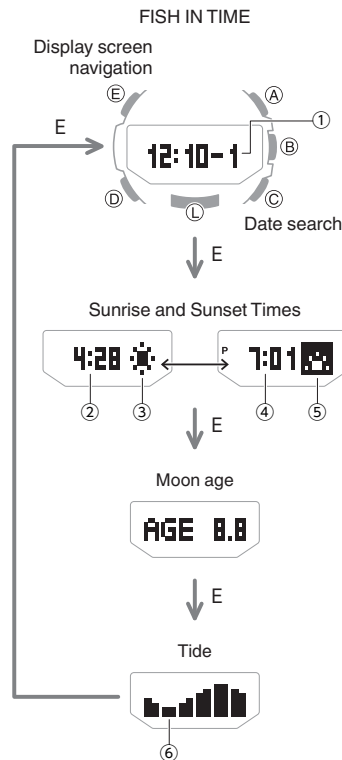 FISH IN TIME
Display screen
navigation
Ⓔ
Ⓐ
E
①
12:10-1
Ⓑ
Ⓓ
Ⓛ
Ⓒ
Date search
E
Sunrise and Sunset Times
4:28
P 7:01
② ③ ④ ⑤
E
Moon age
AGE 8.8
E
Tide
⑥